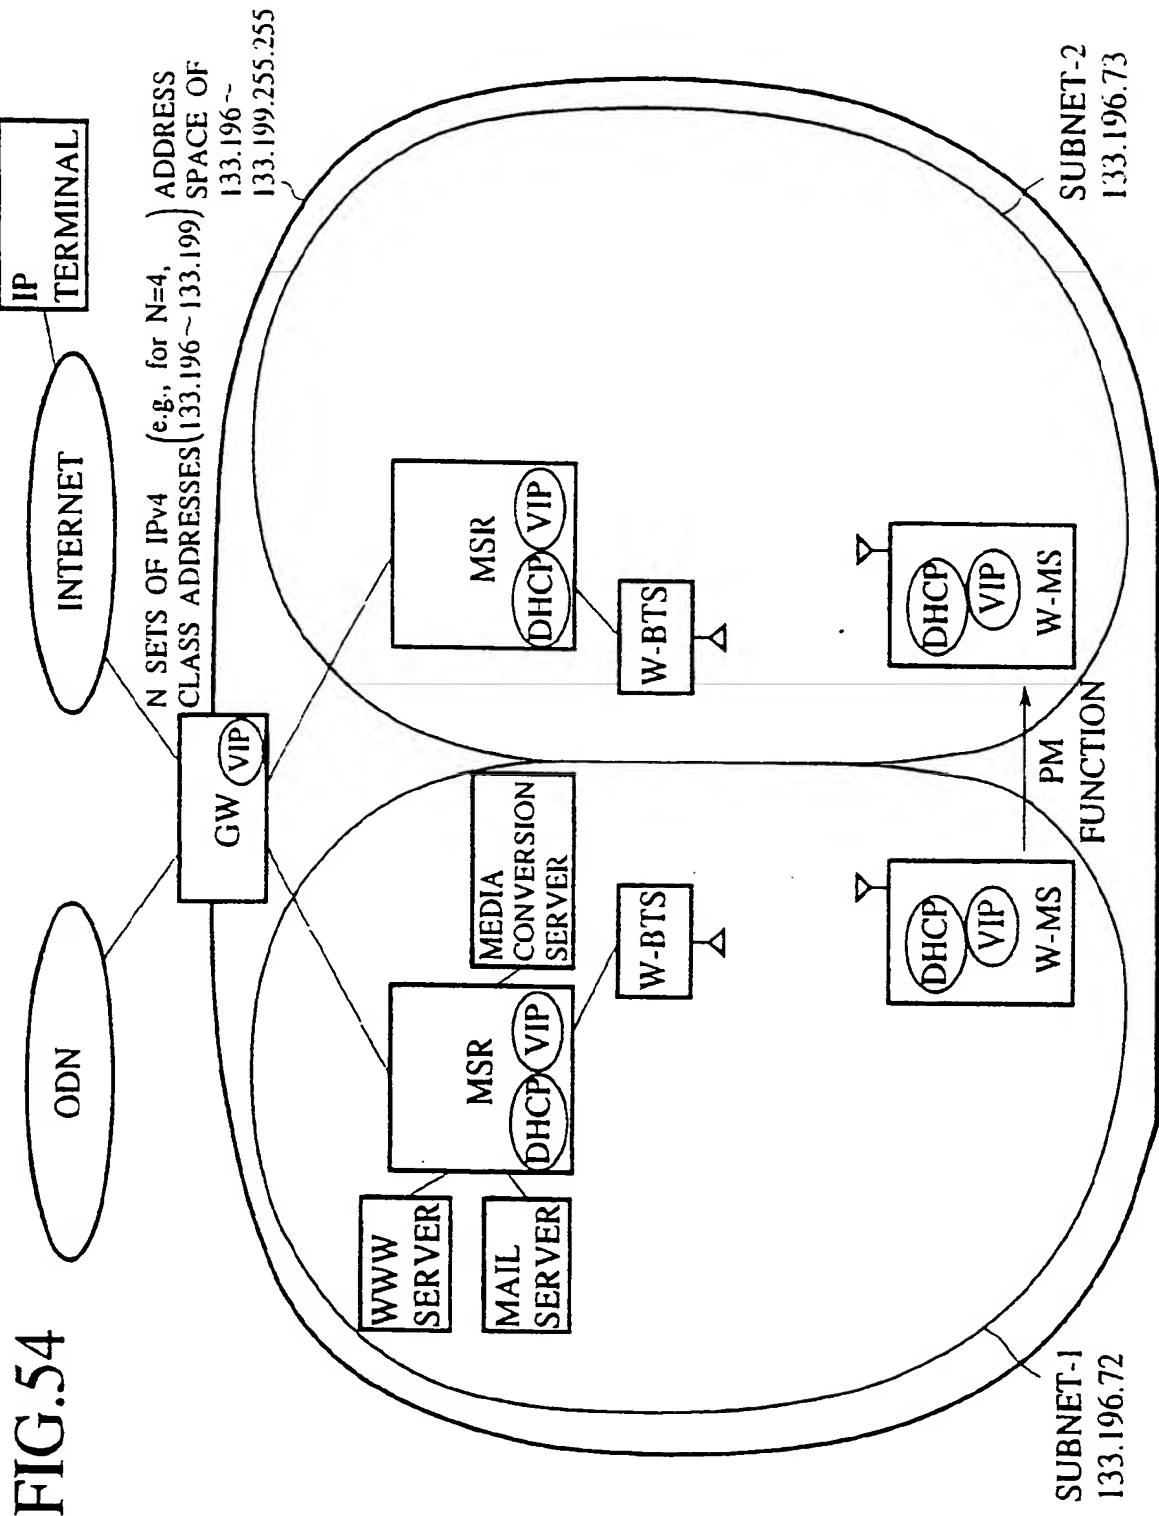 FIG.54
ODN
INTERNET
IP
TERMINAL
N SETS OF IPv4
CLASS ADDRESSES
(e.g., for N=4,
133.196~133.199)
ADDRESS
SPACE OF
133.196~
133.199.255.255
GW
VIP
WWW
SERVER
MAIL
SERVER
MSR
DHCP
VIP
MEDIA
CONVERSION
SERVER
MSR
DHCP
VIP
W-BTS
W-BTS
DHCP
VIP
W-MS
PM
FUNCTION
DHCP
VIP
W-MS
SUBNET-1
133.196.72
SUBNET-2
133.196.73